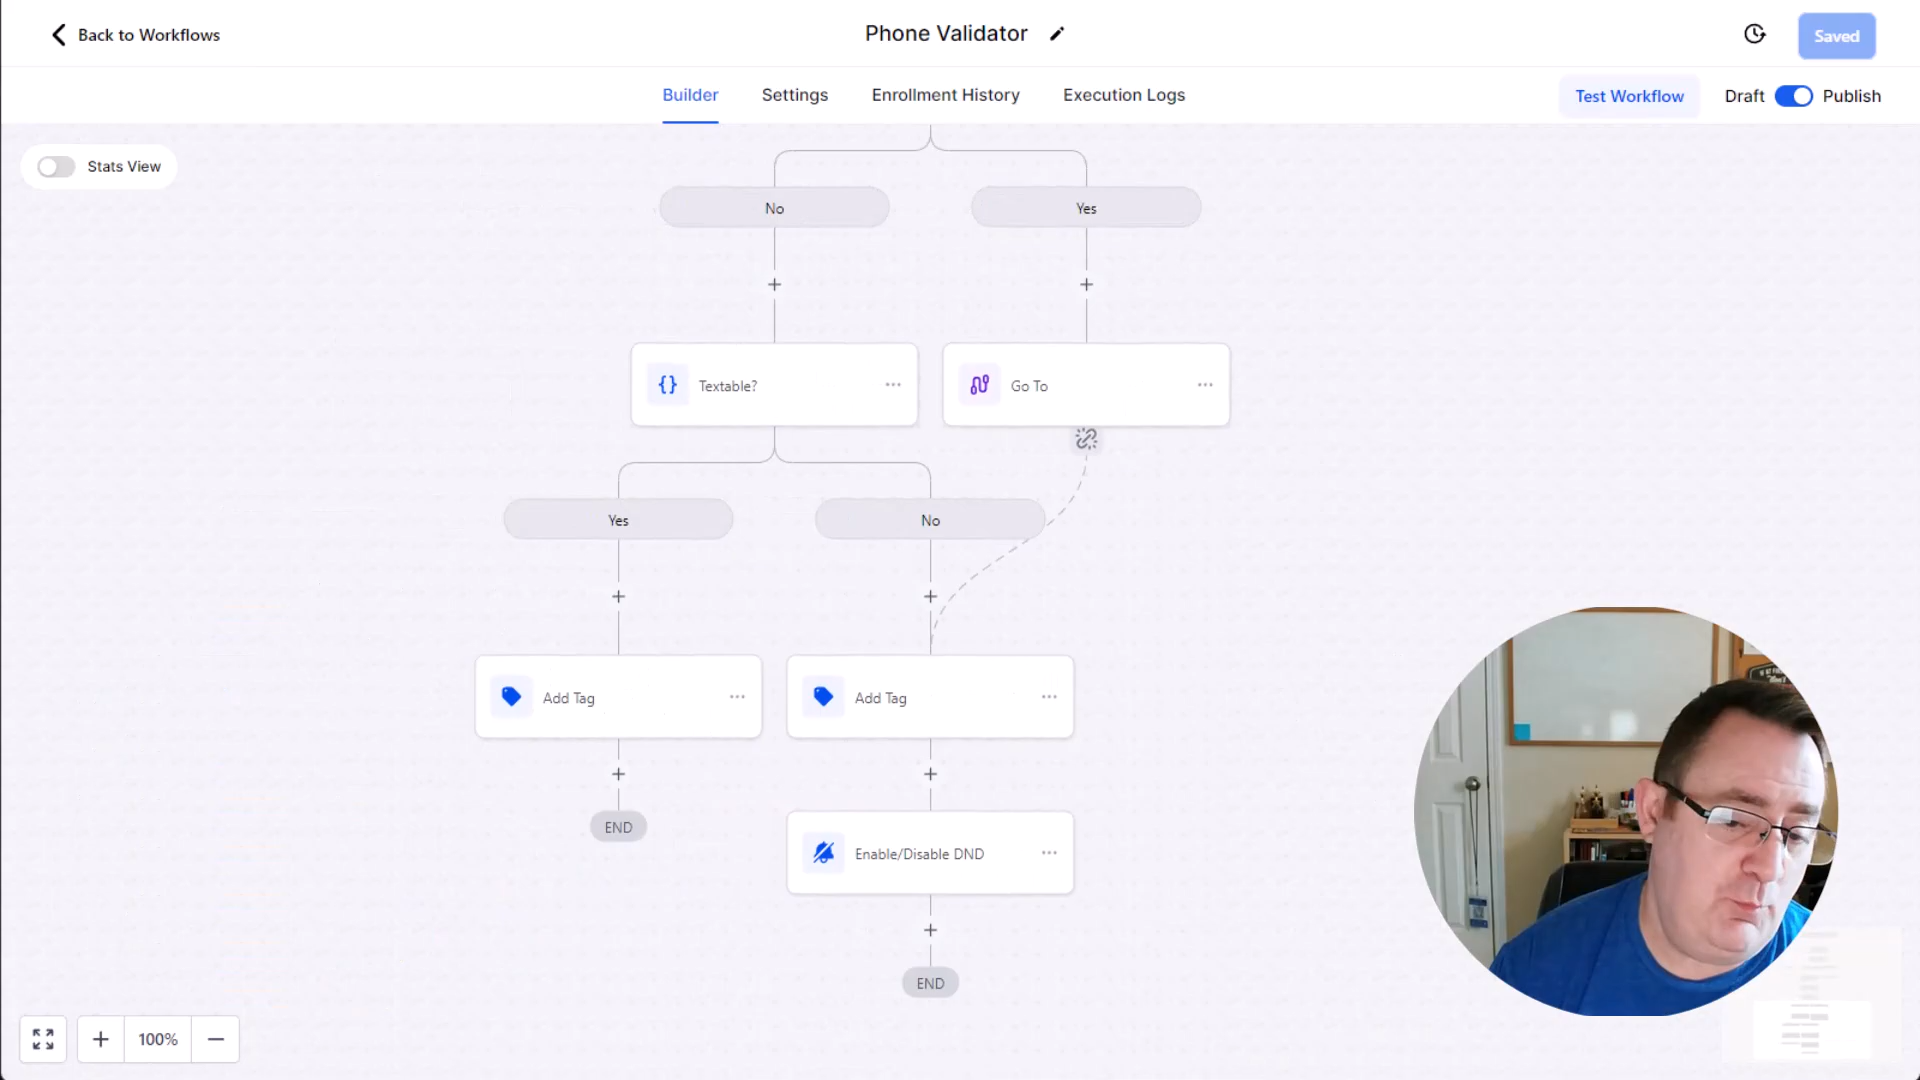 Back to Workflows
Phone Validator
Saved
Builder
Settings
Enrollment History
Execution Logs
Test Workflow
Draft
Publish
Stats View
No
Yes
Textable?
Go To
Yes
No
Add Tag
Add Tag
END
Enable/Disable DND
END
100%